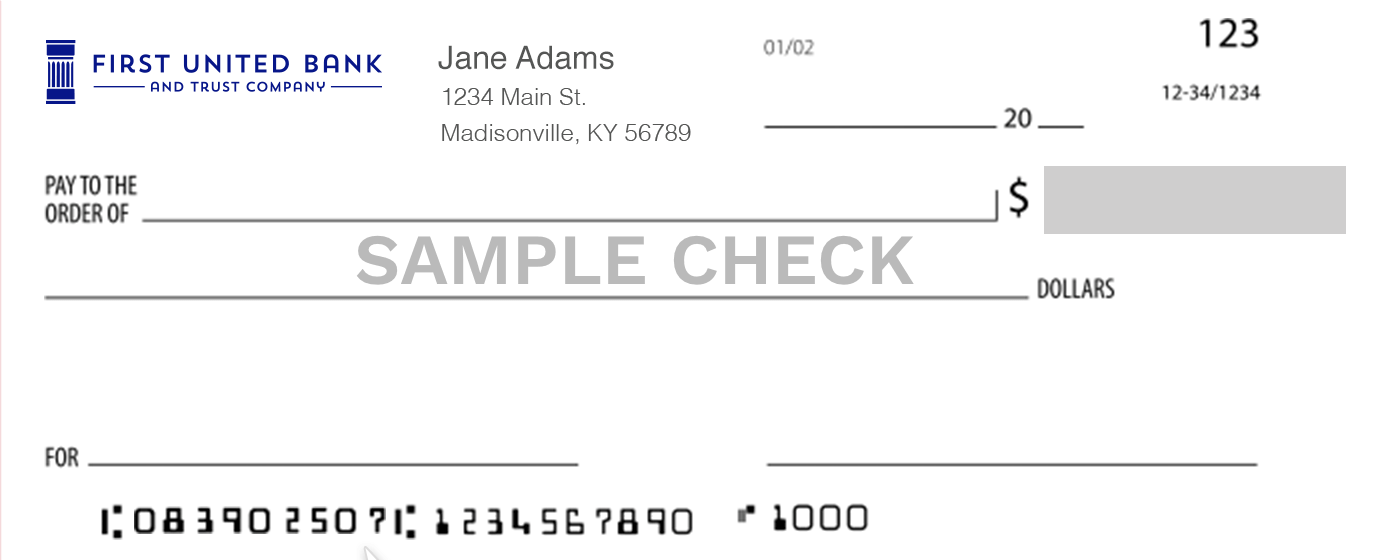 FIRST UNITED BANK
AND TRUST COMPANY
Jane Adams
1234 Main St.
Madisonville, KY 56789
01/02
123
12-34/1234
20
PAY TO THE
ORDER OF
$
SAMPLE CHECK
DOLLARS
FOR
⑆083902507⑆ 1234567890 ⑈ 1000